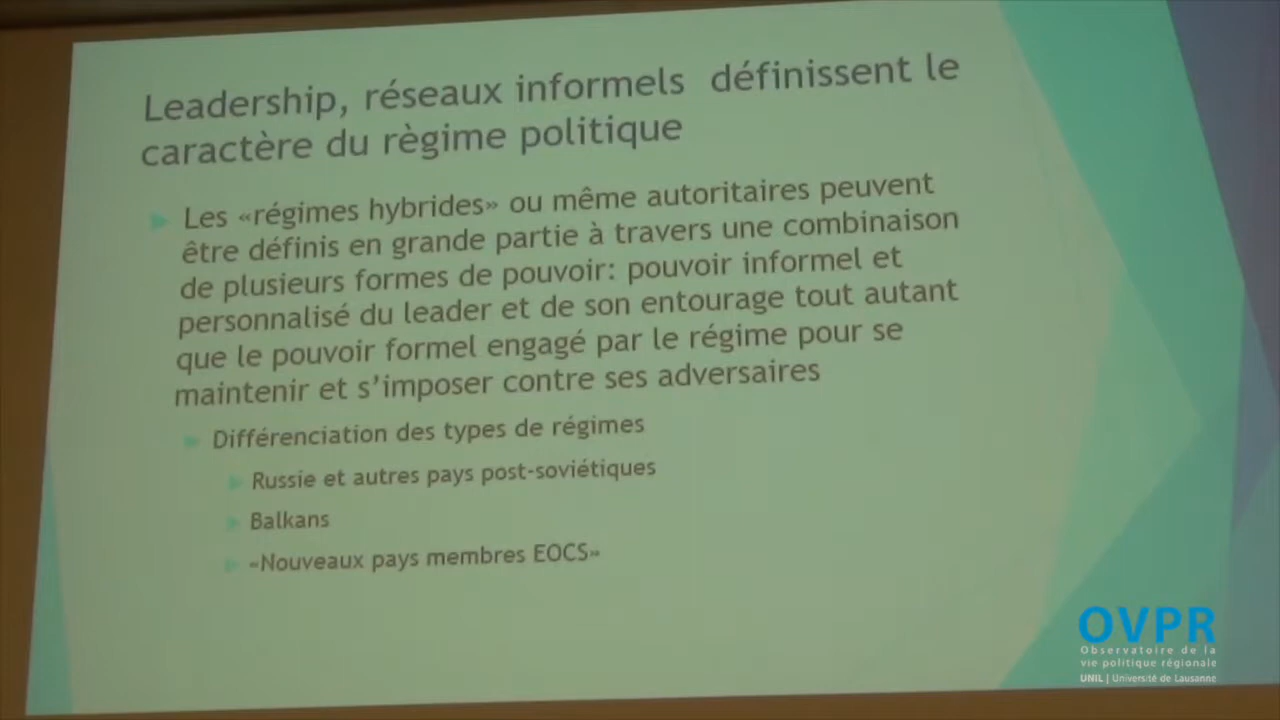 Leadership, réseaux informels définissent le
caractère du règime politique
Les «régimes hybrides» ou même autoritaires peuvent
être définis en grande partie à travers une combinaison
de plusieurs formes de pouvoir: pouvoir informel et
personnalisé du leader et de son entourage tout autant
que le pouvoir formel engagé par le régime pour se
maintenir et s'imposer contre ses adversaires
Différenciation des types de régimes
Russie et autres pays post-soviétiques
Balkans
«Nouveaux pays membres EOCS»
OVPR
Observatoire de la
vie politique régionale
UNIL | Université de Lausanne